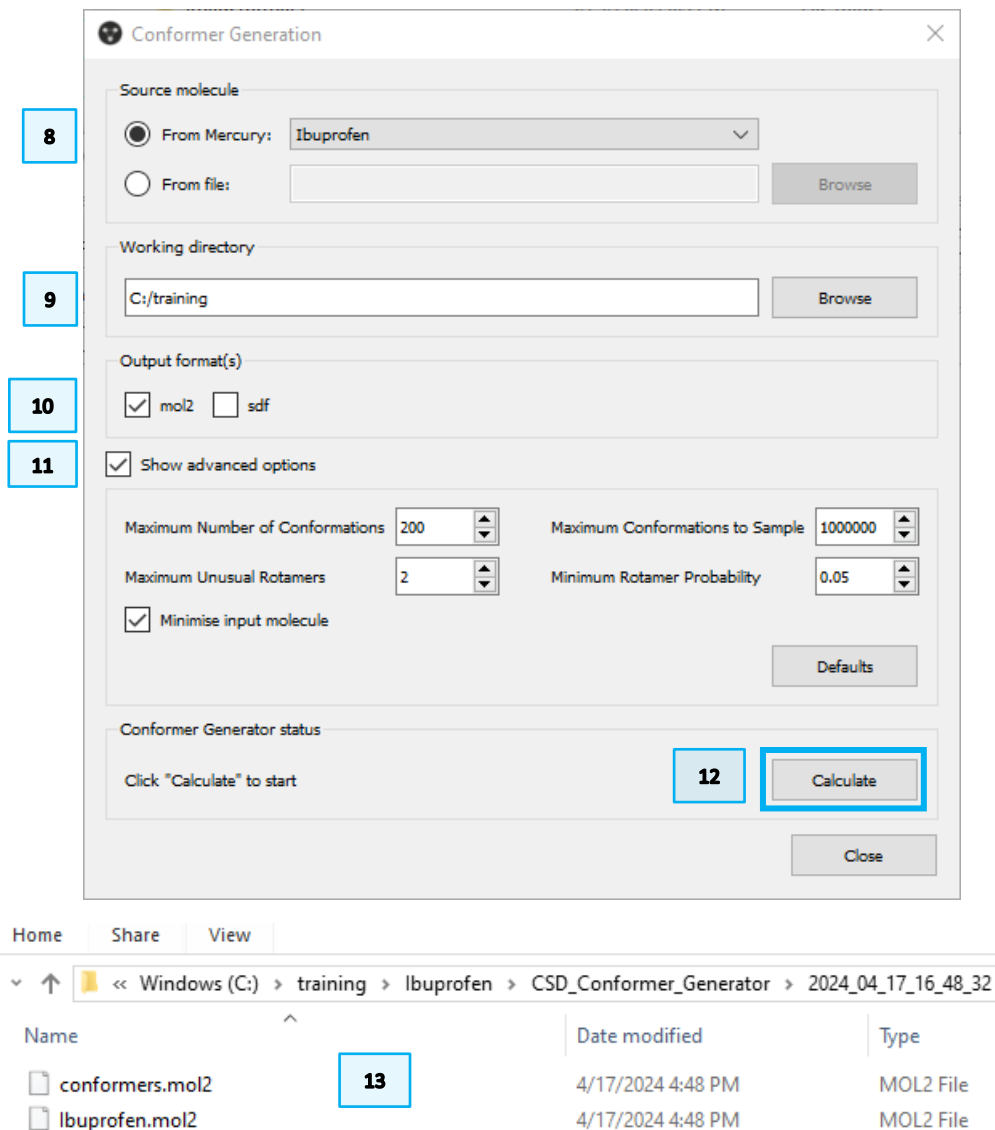 Conformer Generation
Source molecule
8
From Mercury: Ibuprofen
From file: Browse
Working directory
9
C:/training Browse
Output format(s)
10
mol2 sdf
11
Show advanced options
Maximum Number of Conformations 200 Maximum Conformations to Sample 1000000
Maximum Unusual Rotamers 2 Minimum Rotamer Probability 0.05
Minimise input molecule
Defaults
Conformer Generator status
Click "Calculate" to start 12 Calculate
Close
Home Share View
« Windows (C:) › training › Ibuprofen › CSD_Conformer_Generator › 2024_04_17_16_48_32
Name Date modified Type
conformers.mol2 13 4/17/2024 4:48 PM MOL2 File
Ibuprofen.mol2 4/17/2024 4:48 PM MOL2 File